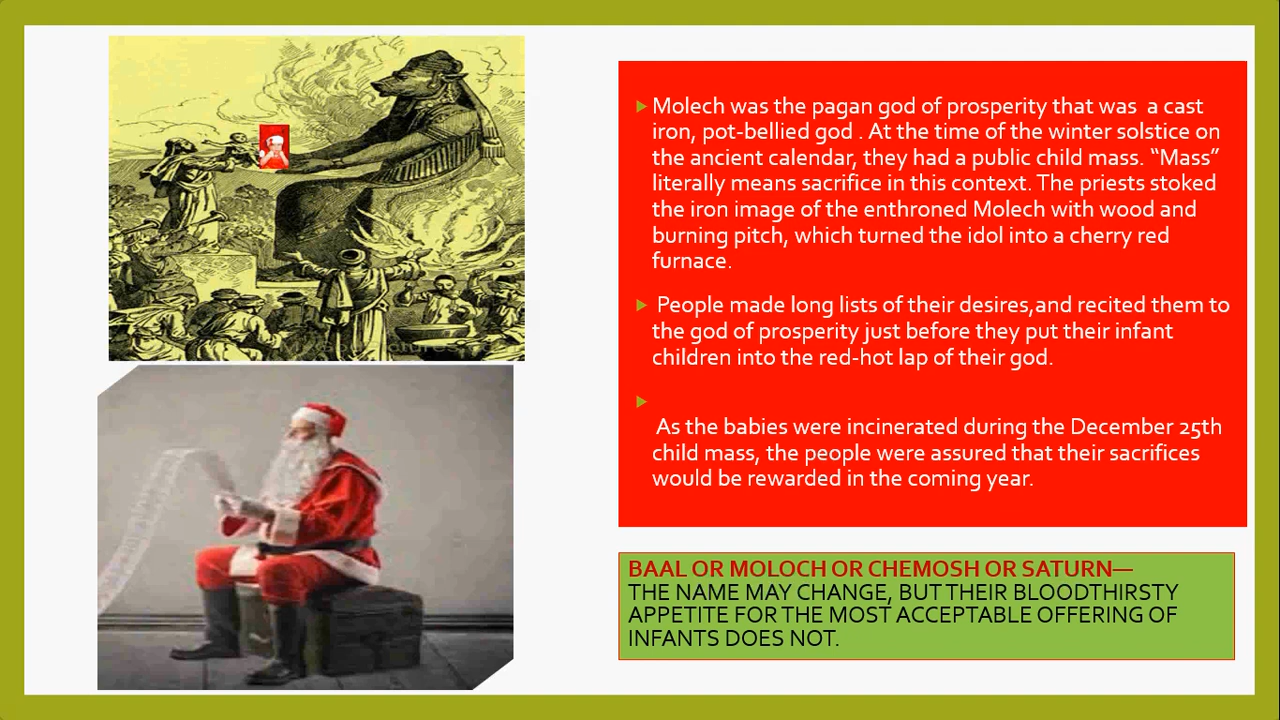 Molech was the pagan god of prosperity that was a cast
iron, pot-bellied god . At the time of the winter solstice on
the ancient calendar, they had a public child mass. “Mass”
literally means sacrifice in this context. The priests stoked
the iron image of the enthroned Molech with wood and
burning pitch, which turned the idol into a cherry red
furnace.
People made long lists of their desires,and recited them to
the god of prosperity just before they put their infant
children into the red-hot lap of their god.
As the babies were incinerated during the December 25th
child mass, the people were assured that their sacrifices
would be rewarded in the coming year.
BAAL OR MOLOCH OR CHEMOSH OR SATURN—
THE NAME MAY CHANGE, BUT THEIR BLOODTHIRSTY
APPETITE FOR THE MOST ACCEPTABLE OFFERING OF
INFANTS DOES NOT.